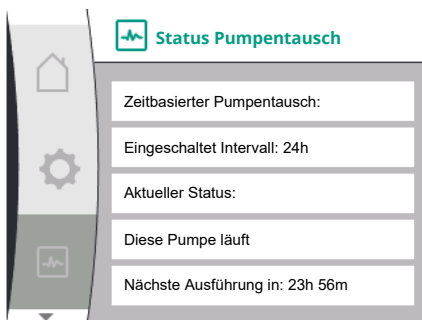 Status Pumpentausch
Zeitbasierter Pumpentausch:
Eingeschaltet Intervall: 24h
Aktueller Status:
Diese Pumpe läuft
Nächste Ausführung in: 23h 56m